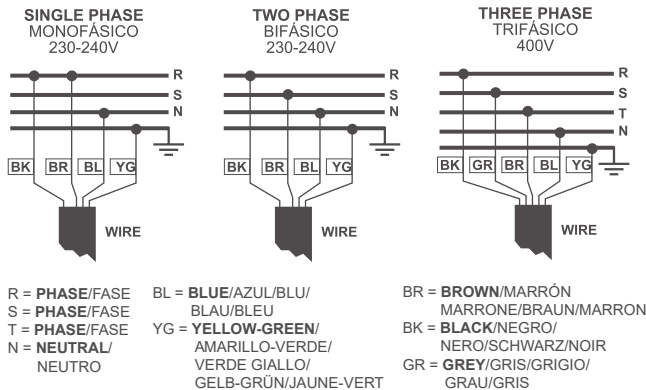 SINGLE PHASE
MONOFÁSICO
230-240V
R
S
N
BK BR BL YG
WIRE
TWO PHASE
BIFÁSICO
230-240V
R
S
N
BK BR BL YG
WIRE
THREE PHASE
TRIFÁSICO
400V
R
S
T
N
BK GR BR BL YG
WIRE
R = PHASE/FASE
S = PHASE/FASE
T = PHASE/FASE
N = NEUTRAL/
NEUTRO
BL = BLUE/AZUL/BLU/
BLAU/BLEU
YG = YELLOW-GREEN/
AMARILLO-VERDE/
VERDE GIALLO/
GELB-GRÜN/JAUNE-VERT
BR = BROWN/MARRÓN
MARRONE/BRAUN/MARRON
BK = BLACK/NEGRO/
NERO/SCHWARZ/NOIR
GR = GREY/GRIS/GRIGIO/
GRAU/GRIS